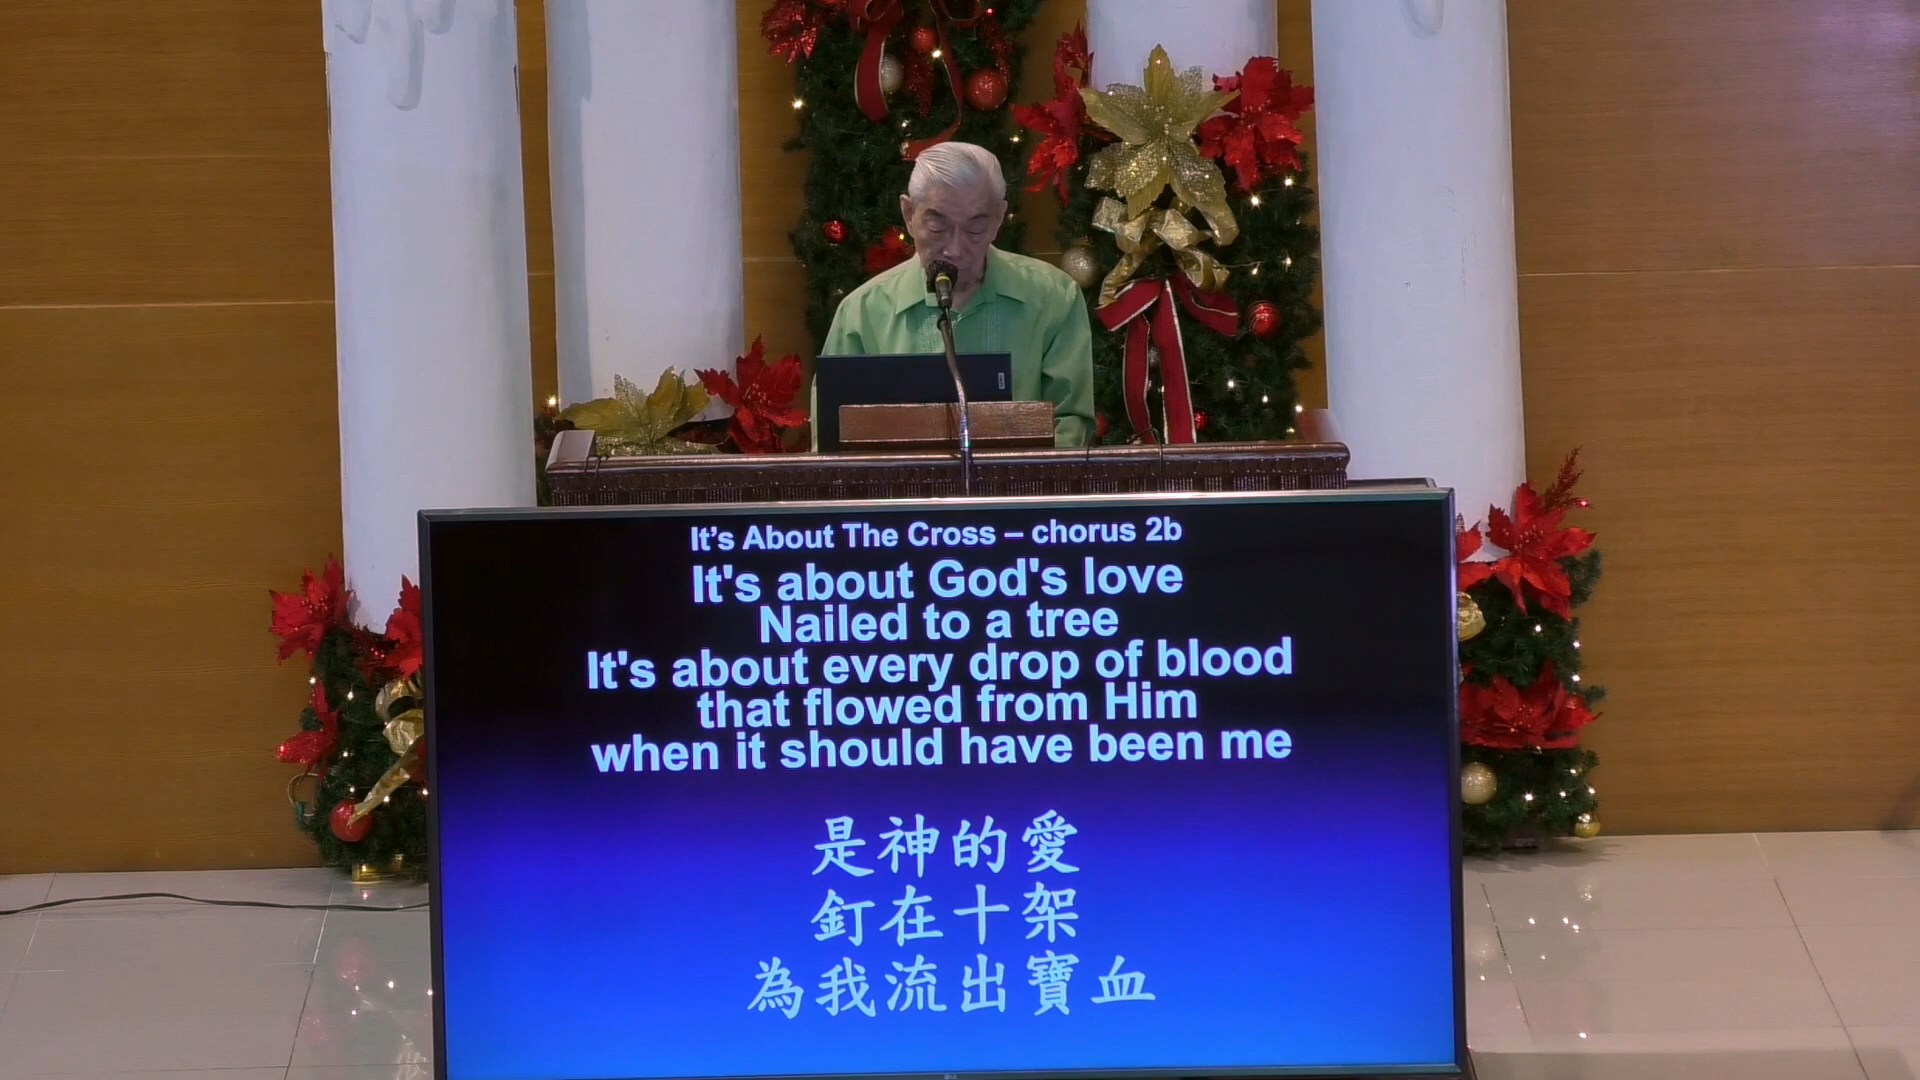 It's About The Cross – chorus 2b
It's about God's love
Nailed to a tree
It's about every drop of blood
that flowed from Him
when it should have been me
是神的愛
釘在十架
為我流出寶血